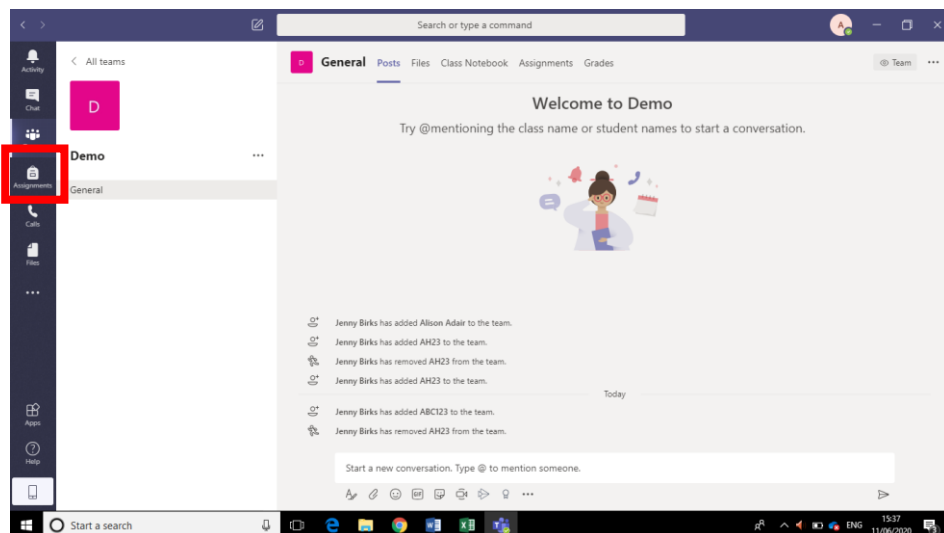 Search or type a command
A
Activity
Chat
Assignments
Calls
Files
Apps
Help
All teams
D
Demo
General
D General Posts Files Class Notebook Assignments Grades
Team
Welcome to Demo
Try @mentioning the class name or student names to start a conversation.
Jenny Birks has added Alison Adair to the team.
Jenny Birks has added AH23 to the team.
Jenny Birks has removed AH23 from the team.
Jenny Birks has added AH23 to the team.
Today
Jenny Birks has added ABC123 to the team.
Jenny Birks has removed AH23 from the team.
Start a new conversation. Type @ to mention someone.
GIF
Start a search
ENG
15:37
11/06/2020